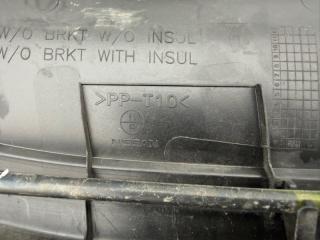 W/O BRKT W/O INSUL
W/O BRKT WITH INSUL
>PP-T10<
NISSAN